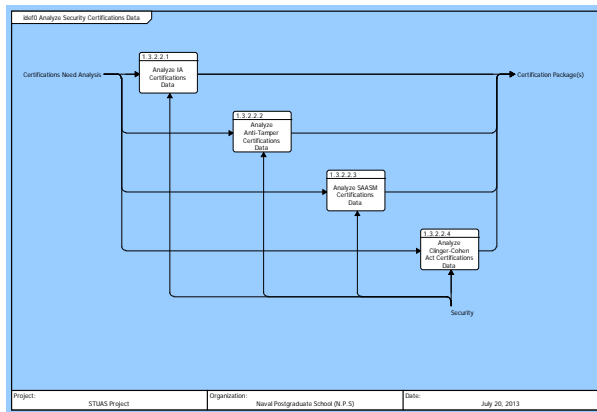 idef0 Analyze Security Certifications Data
1.3.2.2.1
Certifications Need Analysis
Analyze IA
Certifications
Data
Certification Package(s)
1.3.2.2.2
Analyze
Anti-Tamper
Certifications
Data
1.3.2.2.3
Analyze SAASM
Certifications
Data
1.3.2.2.4
Analyze
Clinger-Cohen
Act Certifications
Data
Security
Project:
STUAS Project
Organization:
Naval Postgraduate School (N.P.S)
Date:
July 20, 2013